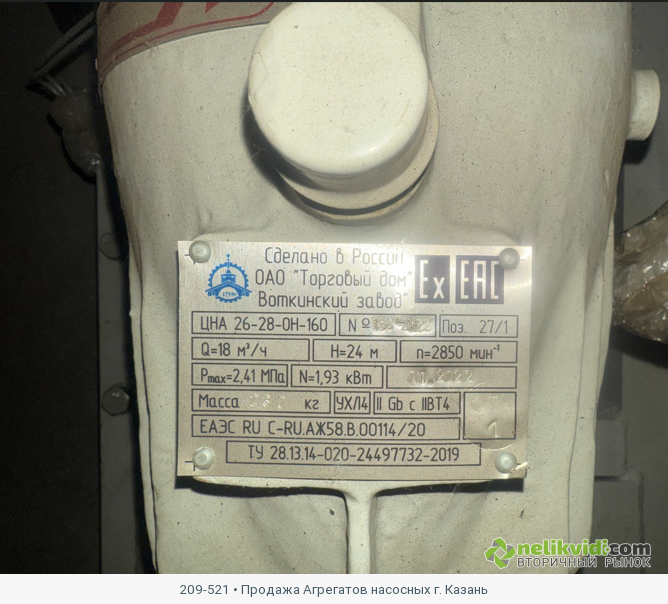 Сделано в России
ОАО "Торговый дом"
Воткинский завод"
Ex EAC
ЦНА 26-28-ОН-160 № Поз. 27/1
Q=18 м³/ч H=24 м n=2850 мин⁻¹
Pmax=2,41 МПа N=1,93 кВт
Масса кг УХЛ4 II Gb c IIBT4
1
ЕАЭС RU C-RU.АЖ58.В.00114/20
ТУ 28.13.14-020-24497732-2019
nelikvidi.com
ВТОРИЧНЫЙ РЫНОК
209-521 • Продажа Агрегатов насосных г. Казань